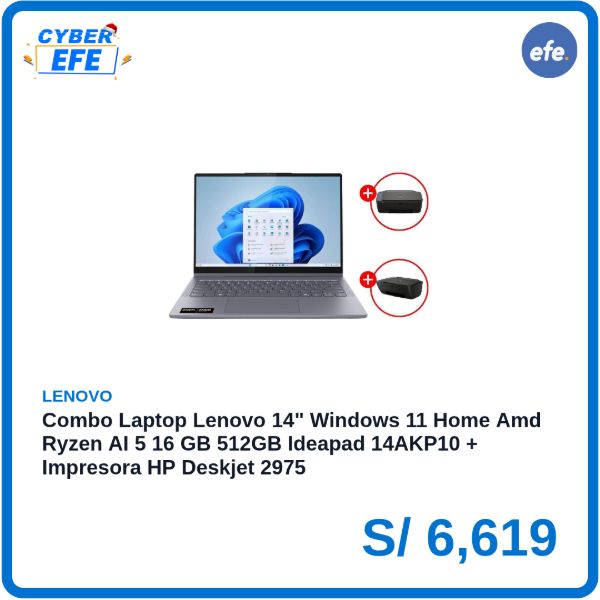 CYBER
EFE
efe.
LENOVO
Combo Laptop Lenovo 14" Windows 11 Home Amd
Ryzen AI 5 16 GB 512GB Ideapad 14AKP10 +
Impresora HP Deskjet 2975
S/ 6,619